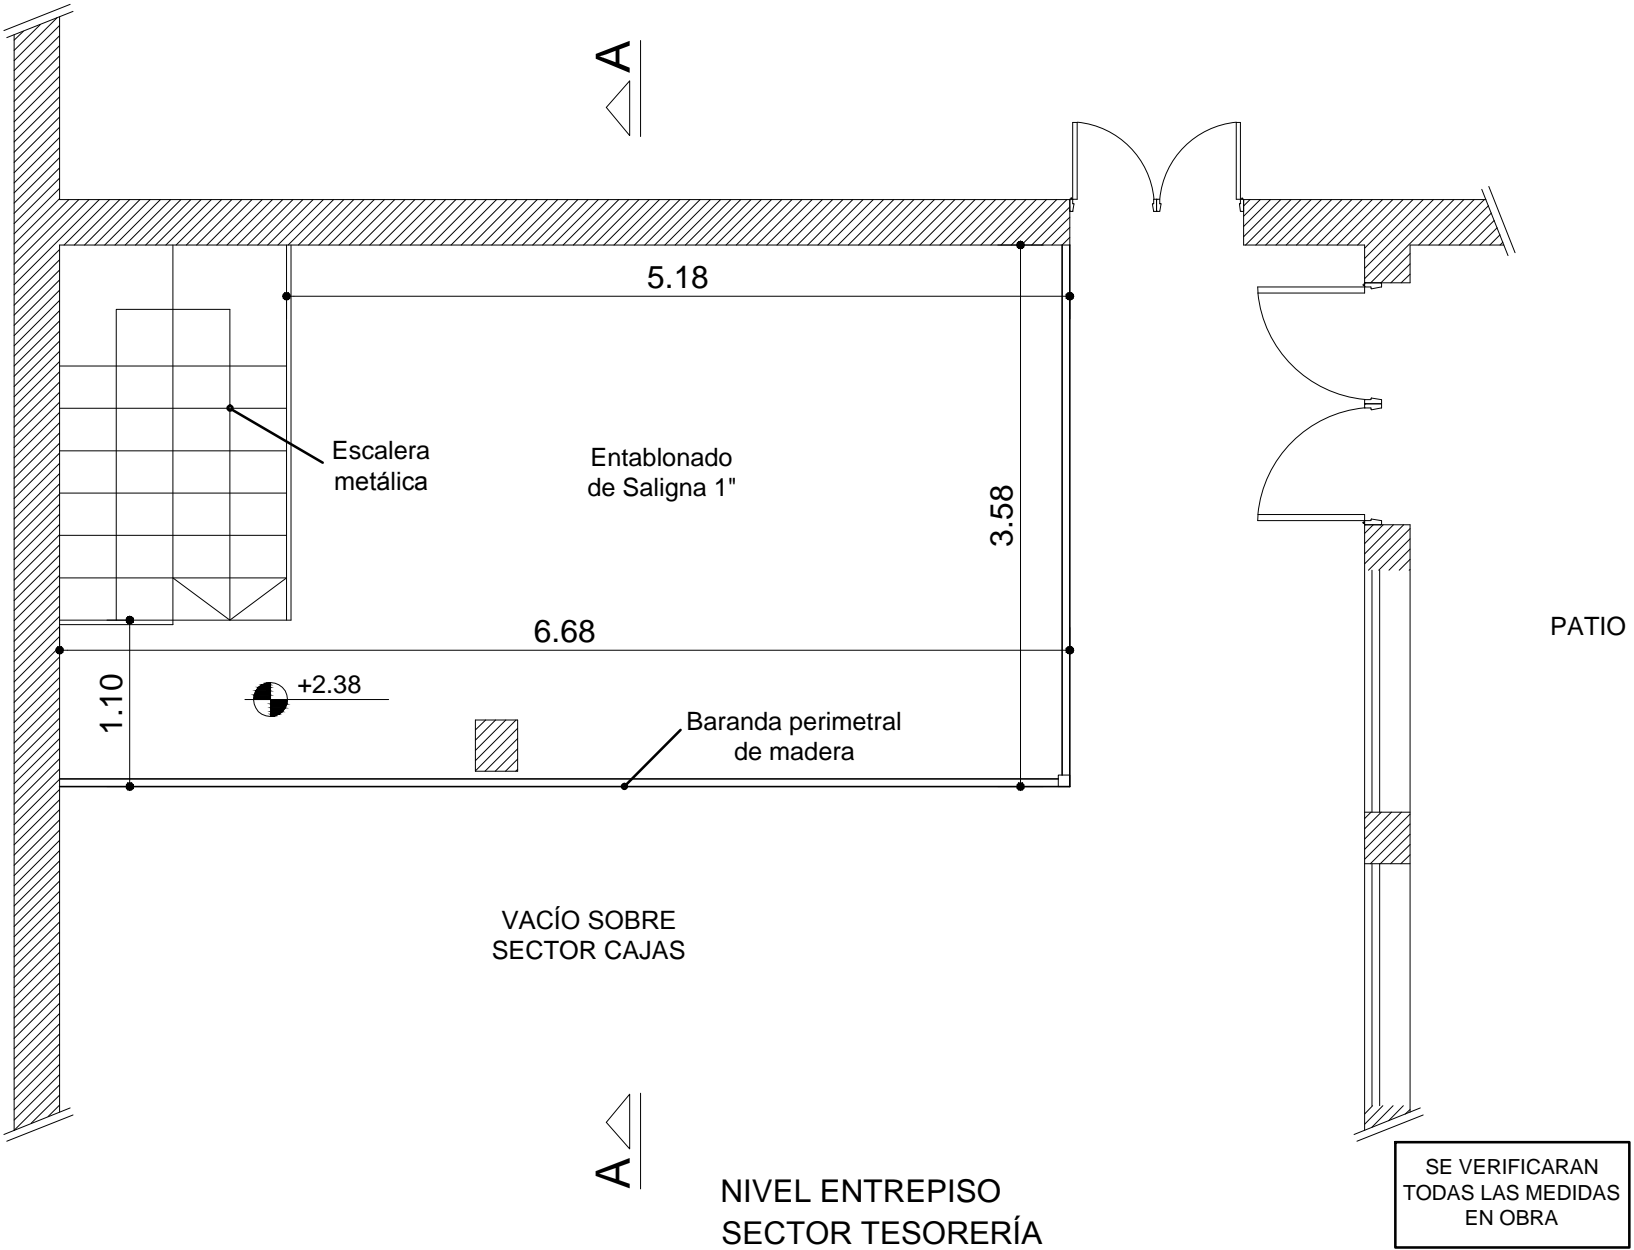 A
5.18
Escalera
metálica
Entablonado
de Saligna 1"
3.58
6.68
PATIO
1.10
+2.38
Baranda perimetral
de madera
VACÍO SOBRE
SECTOR CAJAS
A
NIVEL ENTREPISO
SECTOR TESORERÍA
SE VERIFICARAN
TODAS LAS MEDIDAS
EN OBRA